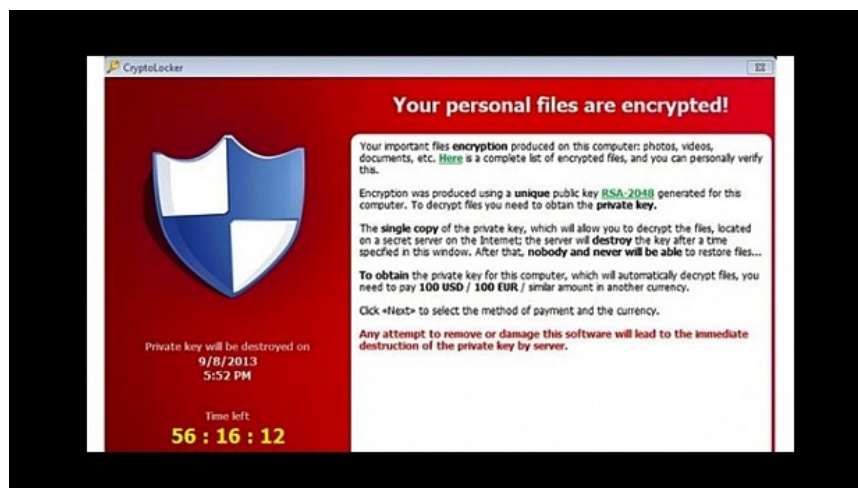 CryptoLocker
Your personal files are encrypted!
Your important files encryption produced on this computer: photos, videos,
documents, etc. Here is a complete list of encrypted files, and you can personally verify
this.
Encryption was produced using a unique public key RSA-2048 generated for this
computer. To decrypt files you need to obtain the private key.
The single copy of the private key, which will allow you to decrypt the files, located
on a secret server on the Internet; the server will destroy the key after a time
specified in this window. After that, nobody and never will be able to restore files...
To obtain the private key for this computer, which will automatically decrypt files, you
need to pay 100 USD / 100 EUR / similar amount in another currency.
Click «Next» to select the method of payment and the currency.
Any attempt to remove or damage this software will lead to the immediate
destruction of the private key by server.
Private key will be destroyed on
9/8/2013
5:52 PM
Time left
56 : 16 : 12